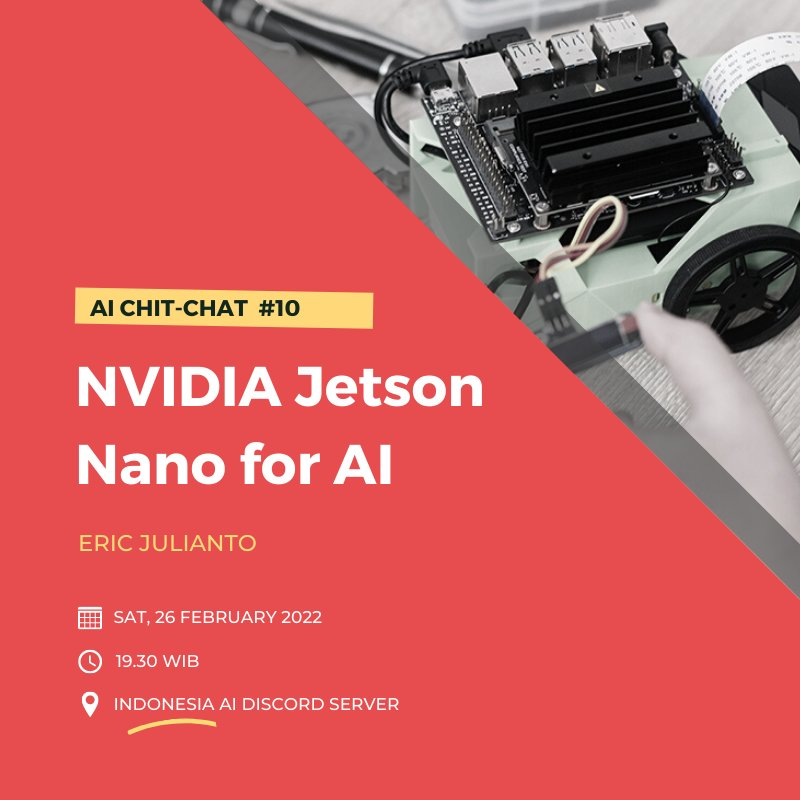 AI CHIT-CHAT #10
NVIDIA Jetson
Nano for AI
ERIC JULIANTO
SAT, 26 FEBRUARY 2022
19.30 WIB
INDONESIA AI DISCORD SERVER